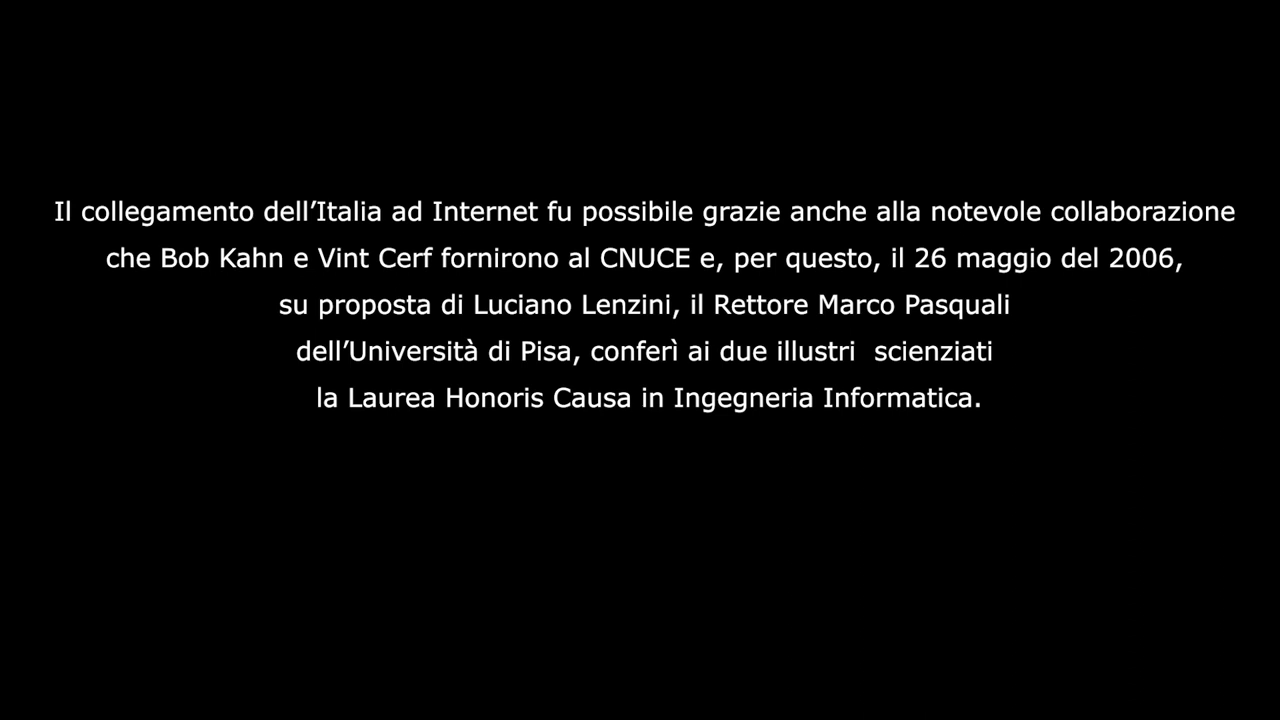 Il collegamento dell’Italia ad Internet fu possibile grazie anche alla notevole collaborazione
che Bob Kahn e Vint Cerf fornirono al CNUCE e, per questo, il 26 maggio del 2006,
su proposta di Luciano Lenzini, il Rettore Marco Pasquali
dell’Università di Pisa, conferì ai due illustri  scienziati
la Laurea Honoris Causa in Ingegneria Informatica.